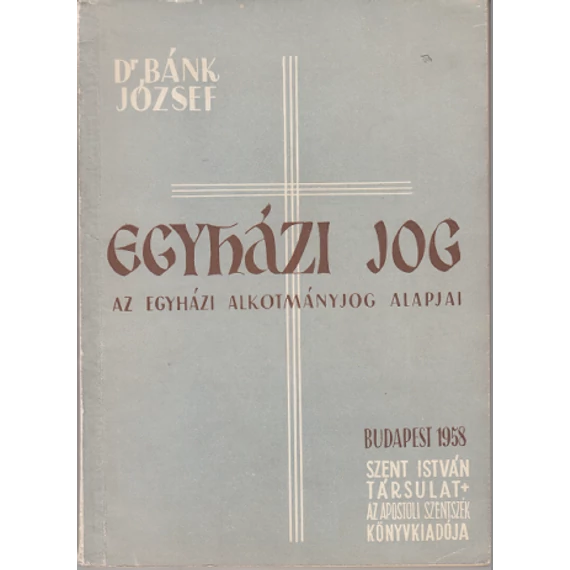 Dr. BÁNK
JÓZSEF
EGYHÁZI JOG
AZ EGYHÁZI ALKOTMÁNYJOG ALAPJAI
BUDAPEST 1958
SZENT ISTVÁN
TÁRSULAT+
AZ APOSTOLI SZENTSZÉK
KÖNYVKIADÓJA